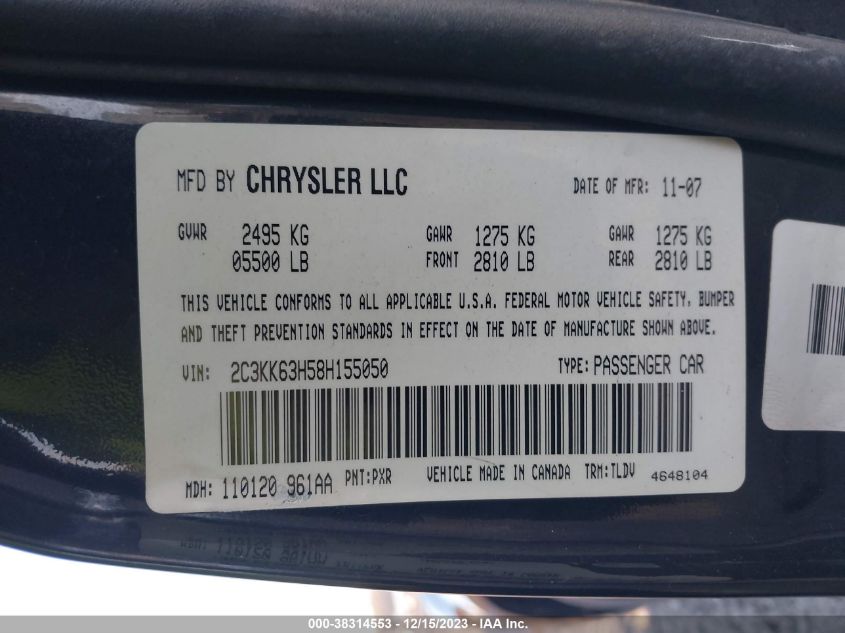 MFD BY CHRYSLER LLC DATE OF MFR: 11-07
GVWR 2495 KG GAWR 1275 KG GAWR 1275 KG
05500 LB FRONT 2810 LB REAR 2810 LB
THIS VEHICLE CONFORMS TO ALL APPLICABLE U.S.A. FEDERAL MOTOR VEHICLE SAFETY, BUMPER
AND THEFT PREVENTION STANDARDS IN EFFECT ON THE DATE OF MANUFACTURE SHOWN ABOVE.
VIN: 2C3KK63H58H155050 TYPE: PASSENGER CAR
MDH: 110120 961AA PNT:PXR VEHICLE MADE IN CANADA TRM:TLDV 4648104
000-38314553 - 12/15/2023 - IAA Inc.